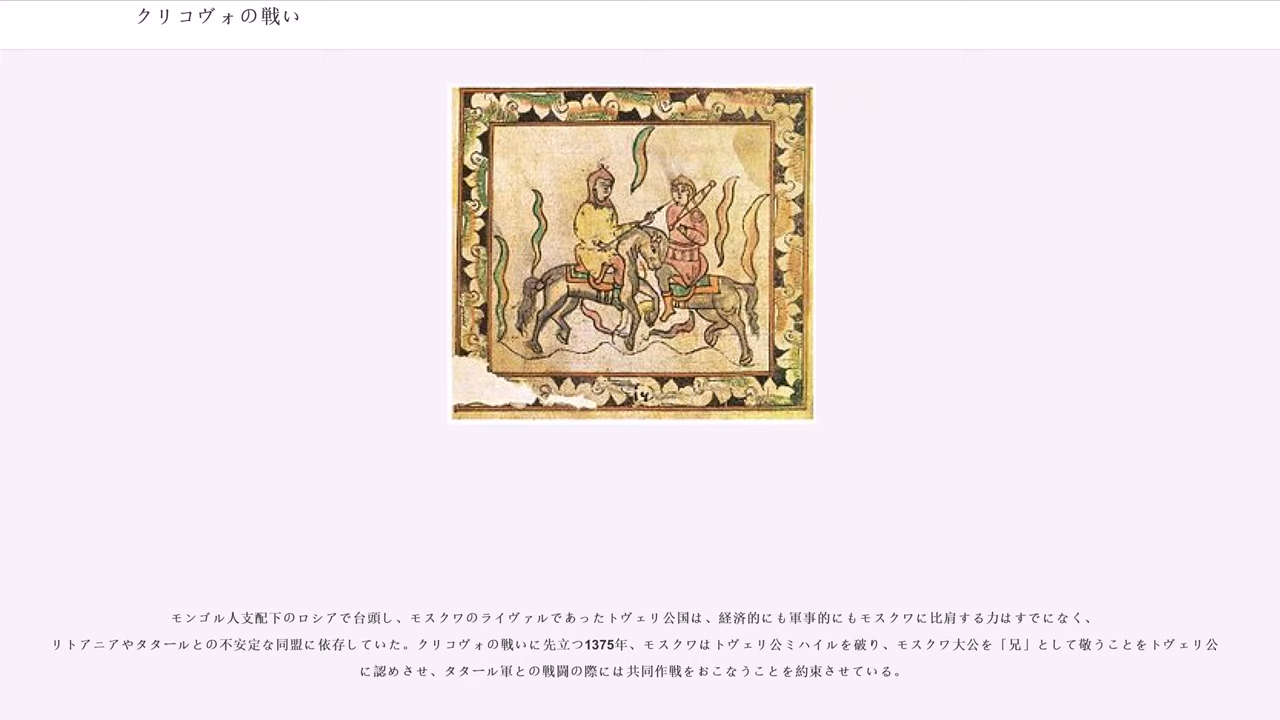 クリコヴォの戦い
モンゴル人支配下のロシアで台頭し、モスクワのライヴァルであったトヴェリ公国は、経済的にも軍事的にもモスクワに比肩する力はすでになく、
リトアニアやタタールとの不安定な同盟に依存していた。クリコヴォの戦いに先立つ1375年、モスクワはトヴェリ公ミハイルを破り、モスクワ大公を「兄」として敬うことをトヴェリ公
に認めさせ、タタール軍との戦闘の際には共同作戦をおこなうことを約束させている。